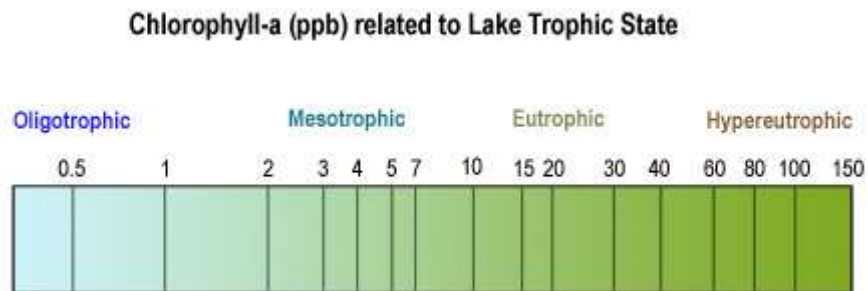 Chlorophyll-a (ppb) related to Lake Trophic State
Oligotrophic Mesotrophic Eutrophic Hypereutrophic
0.5 1 2 3 4 5 7 10 15 20 30 40 60 80 100 150